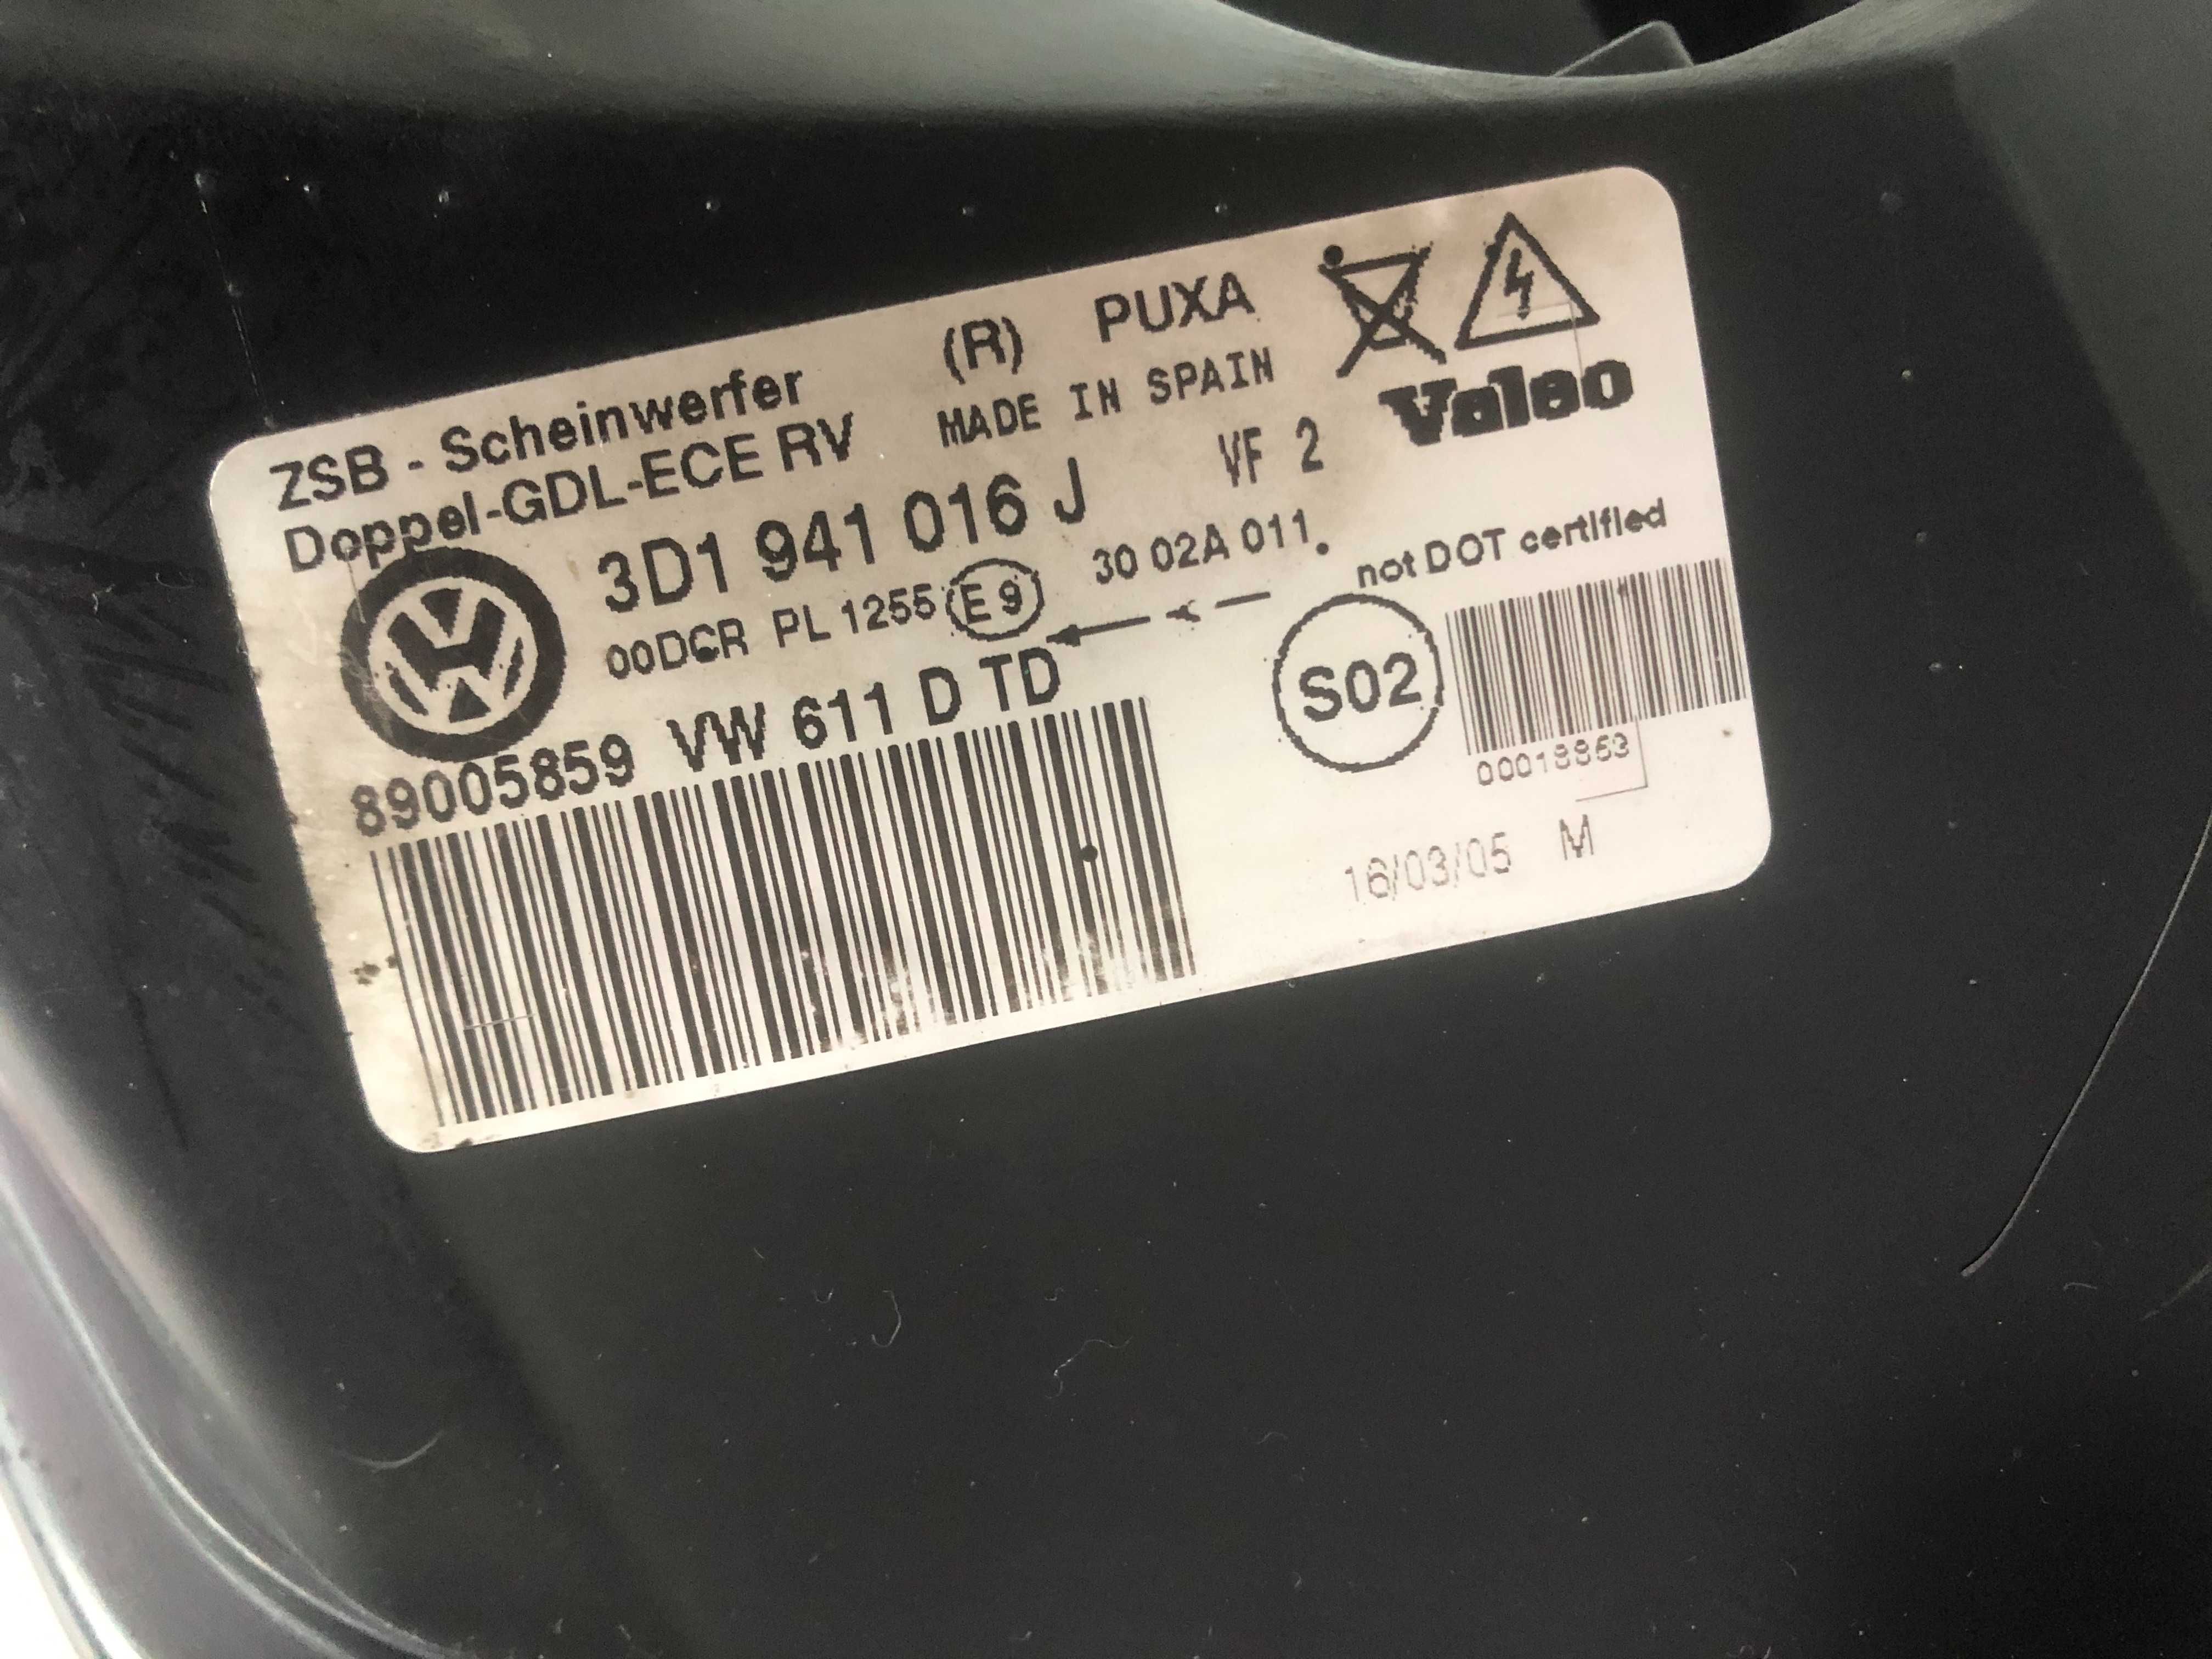 ZSB - Scheinwerfer (R) PUXA
Doppel-GDL-ECE RV MADE IN SPAIN Valeo
3D1 941 016 J VF 2
00DCR PL 1255 E9 30 02A 011. not DOT certified
89005859 VW 611 D TD S02
00018853
16/03/05 M